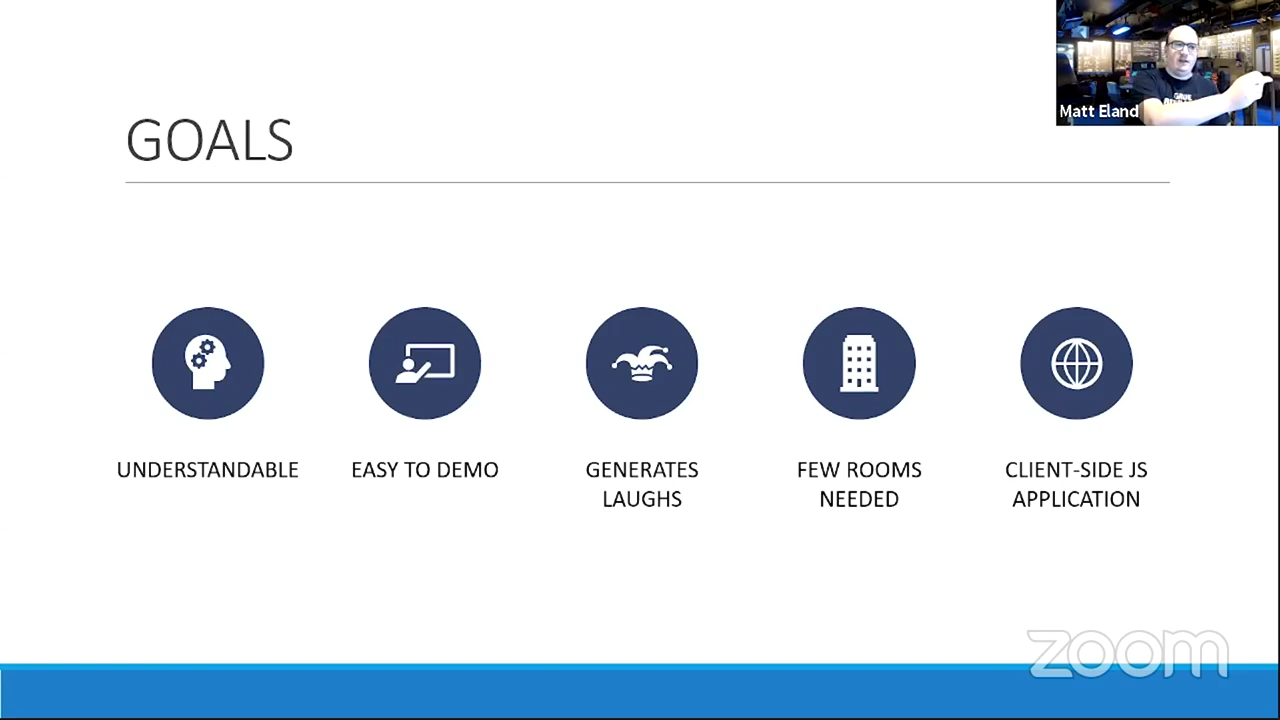 Matt Eland
GOALS
UNDERSTANDABLE
EASY TO DEMO
GENERATES
LAUGHS
FEW ROOMS
NEEDED
CLIENT-SIDE JS
APPLICATION
zoom